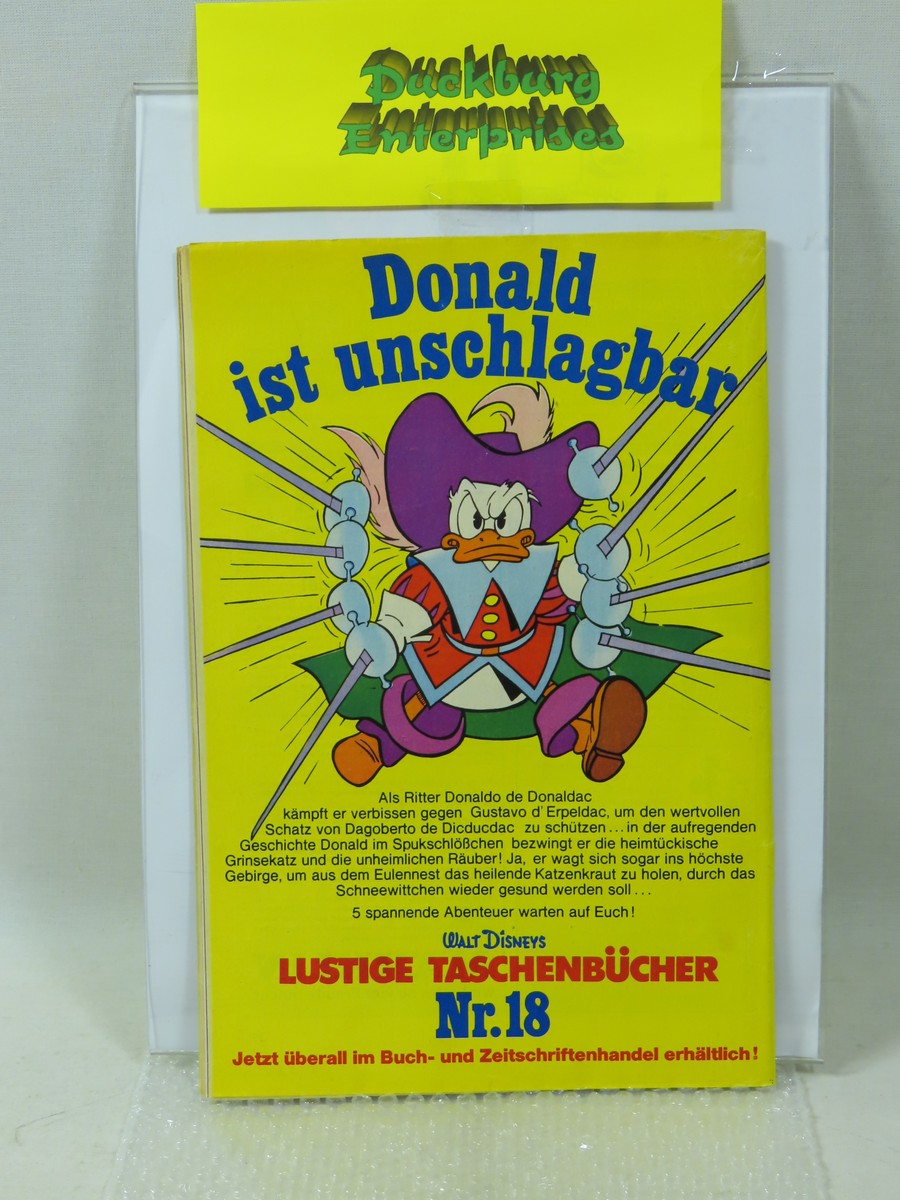 Duckburg
Enterprises
Donald
ist unschlagbar
Als Ritter Donaldo de Donaldac
kämpft er verbissen gegen Gustavo d'Erpeldac, um den wertvollen
Schatz von Dagoberto de Dicducdac zu schützen... in der aufregenden
Geschichte Donald im Spukschlößchen bezwingt er die heimtückische
Grinsekatz und die unheimlichen Räuber! Ja, er wagt sich sogar ins höchste
Gebirge, um aus dem Eulennest das heilende Katzenkraut zu holen, durch das
Schneewittchen wieder gesund werden soll...
5 spannende Abenteuer warten auf Euch!
WALT DISNEYS
LUSTIGE TASCHENBÜCHER
Nr.18
Jetzt überall im Buch- und Zeitschriftenhandel erhältlich!